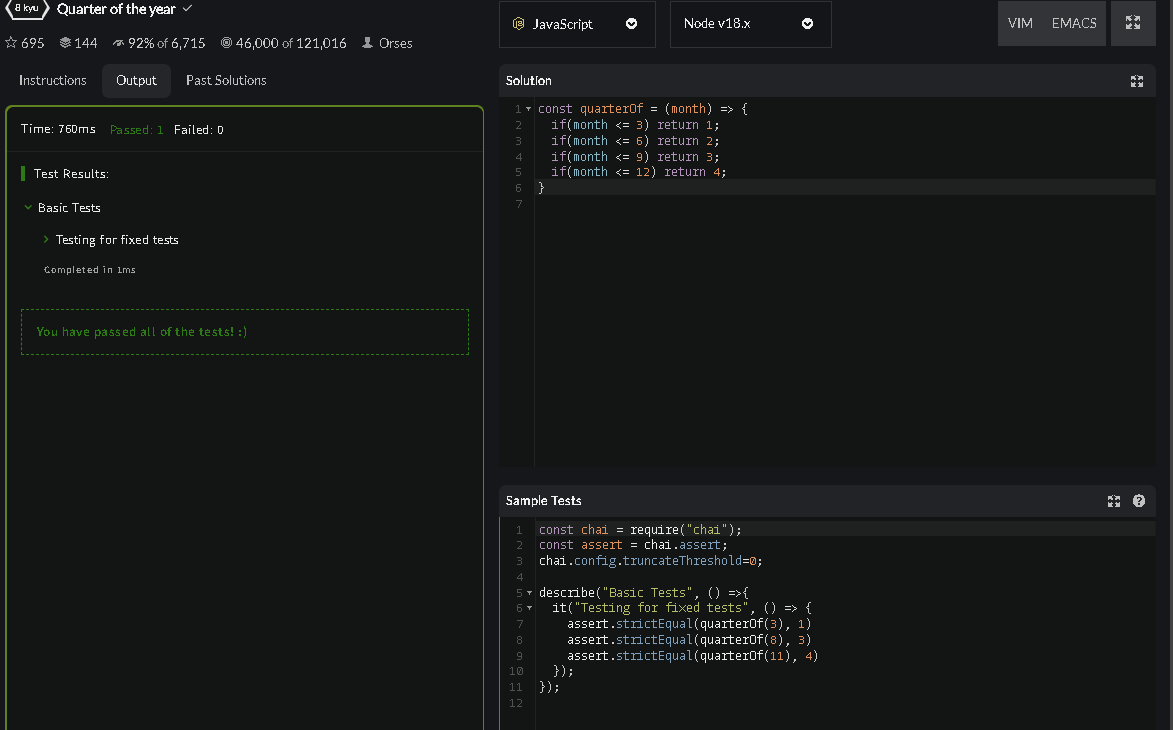 8 kyu Quarter of the year
695 144 92% of 6,715 46,000 of 121,016 Orses
Instructions Output Past Solutions
Time: 760ms Passed: 1 Failed: 0
Test Results:
Basic Tests
Testing for fixed tests
Completed in 1ms
You have passed all of the tests! :)
JavaScript Node v18.x VIM EMACS
Solution
1 const quarterOf = (month) => {
2 if(month <= 3) return 1;
3 if(month <= 6) return 2;
4 if(month <= 9) return 3;
5 if(month <= 12) return 4;
6 }
7
Sample Tests
1 const chai = require("chai");
2 const assert = chai.assert;
3 chai.config.truncateThreshold=0;
4
5 describe("Basic Tests", () =>{
6 it("Testing for fixed tests", () => {
7 assert.strictEqual(quarterOf(3), 1)
8 assert.strictEqual(quarterOf(8), 3)
9 assert.strictEqual(quarterOf(11), 4)
10 });
11 });
12